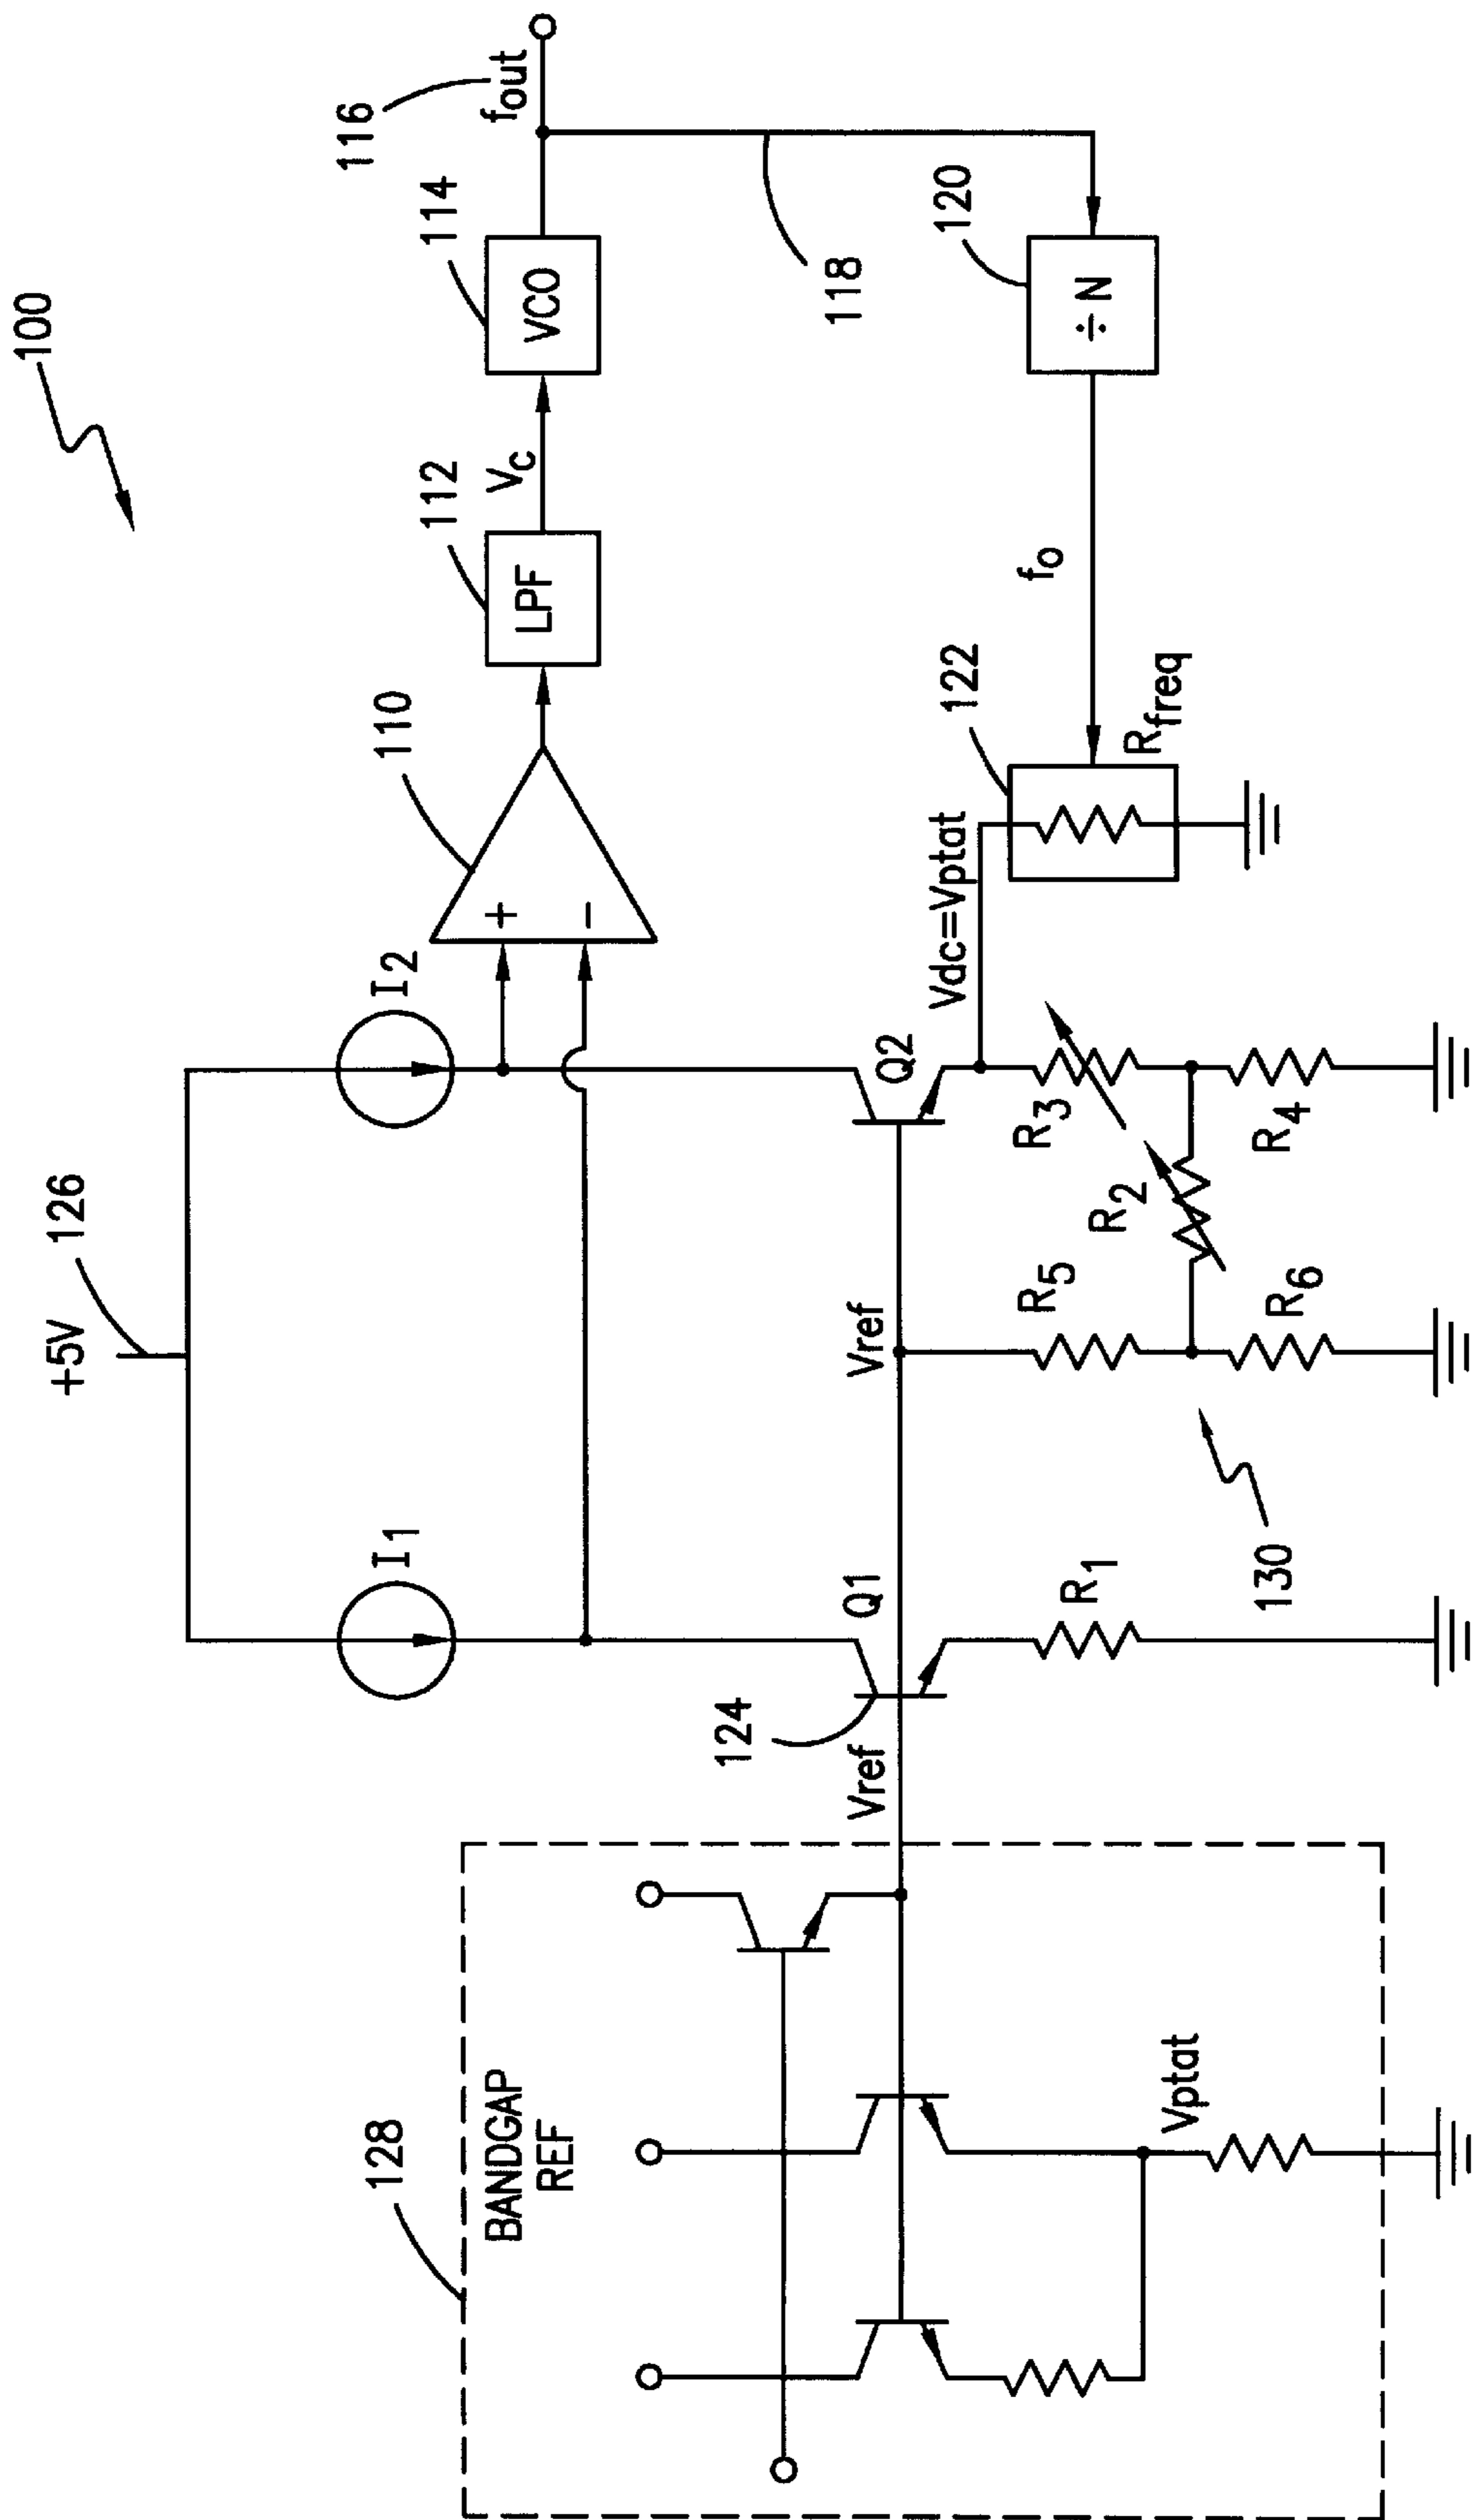 100
+5V
126
I1
I2
110
+
−
112
LPF
Vc
114
VCO
116
fout
118
120
÷ N
fo
122
Rfreq
Vdc=Vptat
128
BANDGAP
REF
Vptat
Vref
124
Q1
R1
Vref
Q2
R5
R6
R2
R3
R4
130